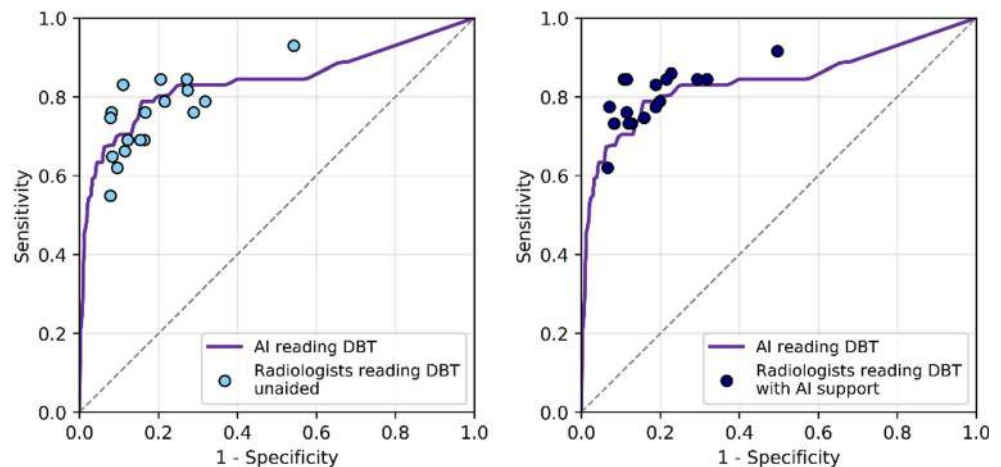 1.0
0.8
0.6
0.4
0.2
0.0
Sensitivity
0.0 0.2 0.4 0.6 0.8 1.0
1 - Specificity
AI reading DBT
Radiologists reading DBT
unaided
1.0
0.8
0.6
0.4
0.2
0.0
Sensitivity
0.0 0.2 0.4 0.6 0.8 1.0
1 - Specificity
AI reading DBT
Radiologists reading DBT
with AI support